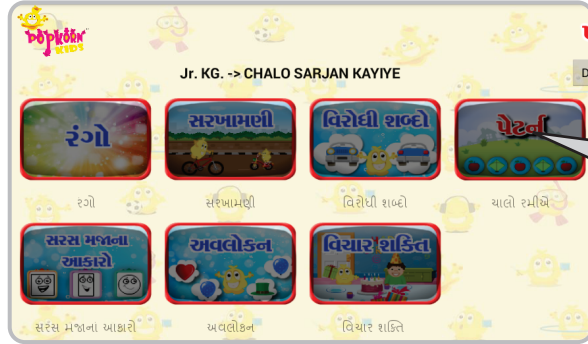 POPKORN
KIDS
Jr. KG. -> CHALO SARJAN KAYIYE
D
રંગો
સરખામણી
વિરોધી શબ્દો
પેટર્ન
રગો
સરખામણી
વિરોધી શબ્દો
ચાલો રમીએ
સરસ મજાના
આકારો
અવલોકન
વિચાર શક્તિ
સરસ મજાના આકારો
અવલોકન
વિચાર શક્તિ